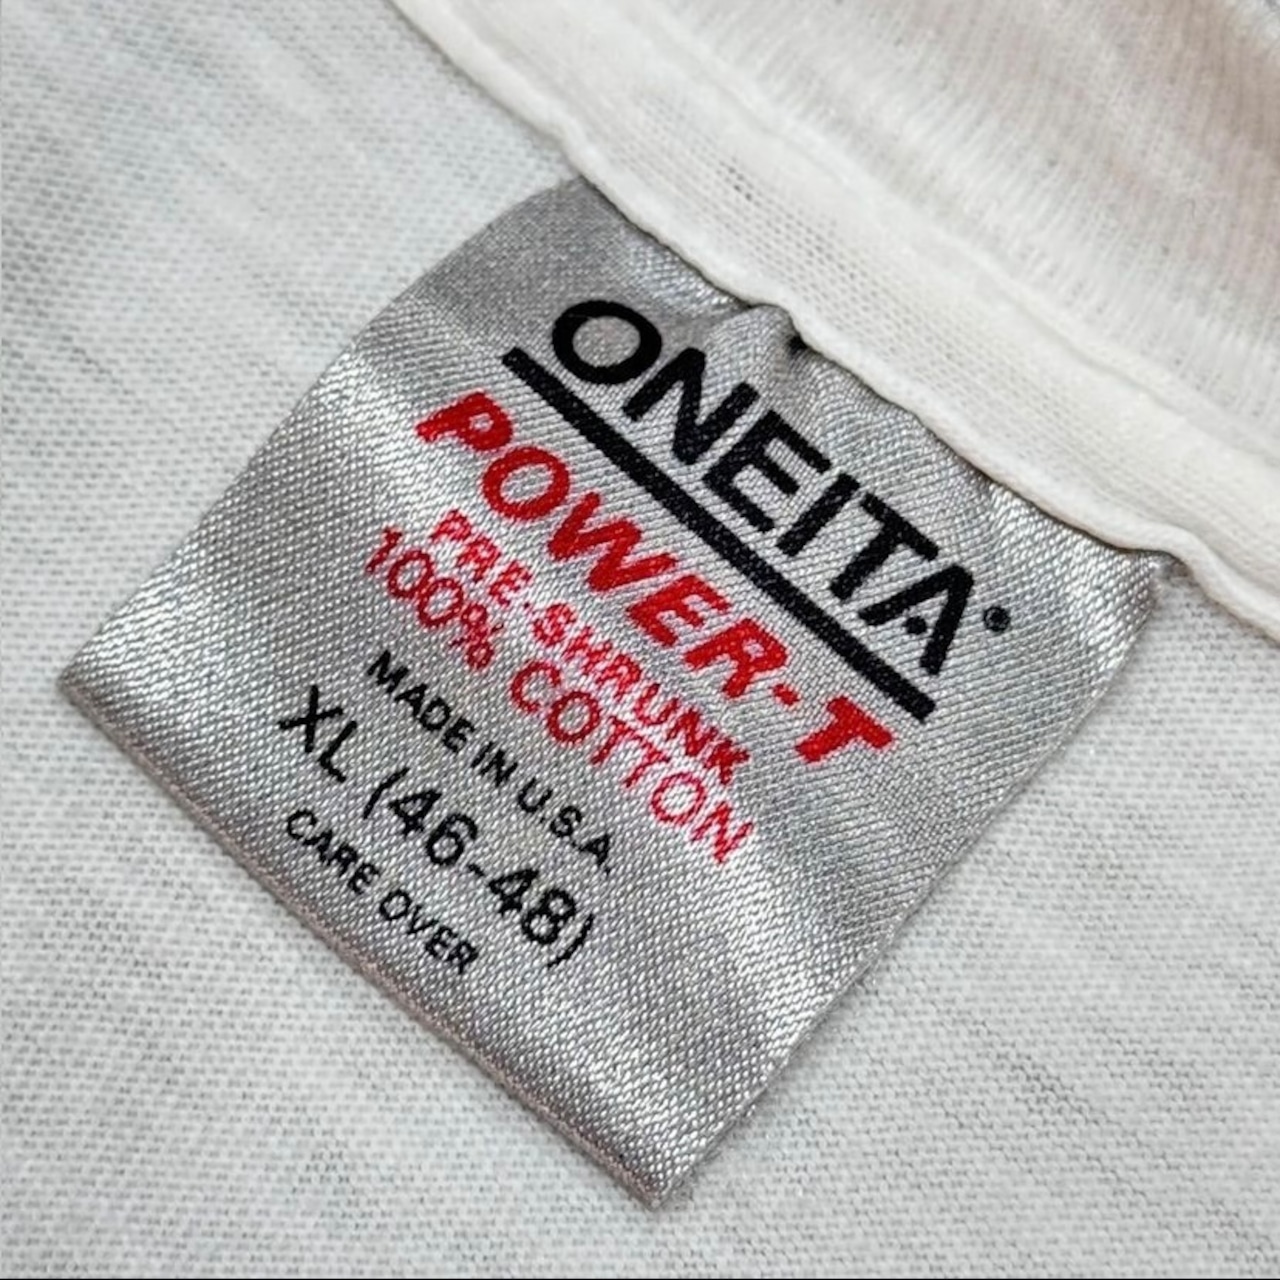 ONEITA
POWER-T
PRE-SHRUNK
100% COTTON
MADE IN U.S.A.
XL (46-48)
CARE OVER